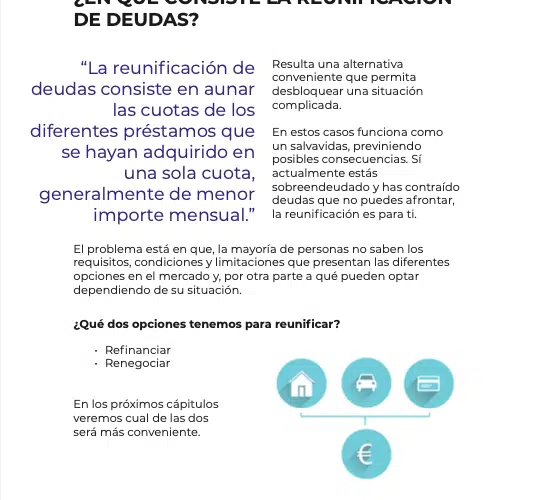 ¿EN QUÉ CONSISTE LA REUNIFICACIÓN
DE DEUDAS?
“La reunificación de
deudas consiste en aunar
las cuotas de los
diferentes préstamos que
se hayan adquirido en
una sola cuota,
generalmente de menor
importe mensual.”
Resulta una alternativa
conveniente que permita
desbloquear una situación
complicada.
En estos casos funciona como
un salvavidas, previniendo
posibles consecuencias. Sí
actualmente estás
sobreendeudado y has contraído
deudas que no puedes afrontar,
la reunificación es para ti.
El problema está en que, la mayoría de personas no saben los
requisitos, condiciones y limitaciones que presentan las diferentes
opciones en el mercado y, por otra parte a qué pueden optar
dependiendo de su situación.
¿Qué dos opciones tenemos para reunificar?
· Refinanciar
· Renegociar
En los próximos cápitulos
veremos cual de las dos
será más conveniente.
€